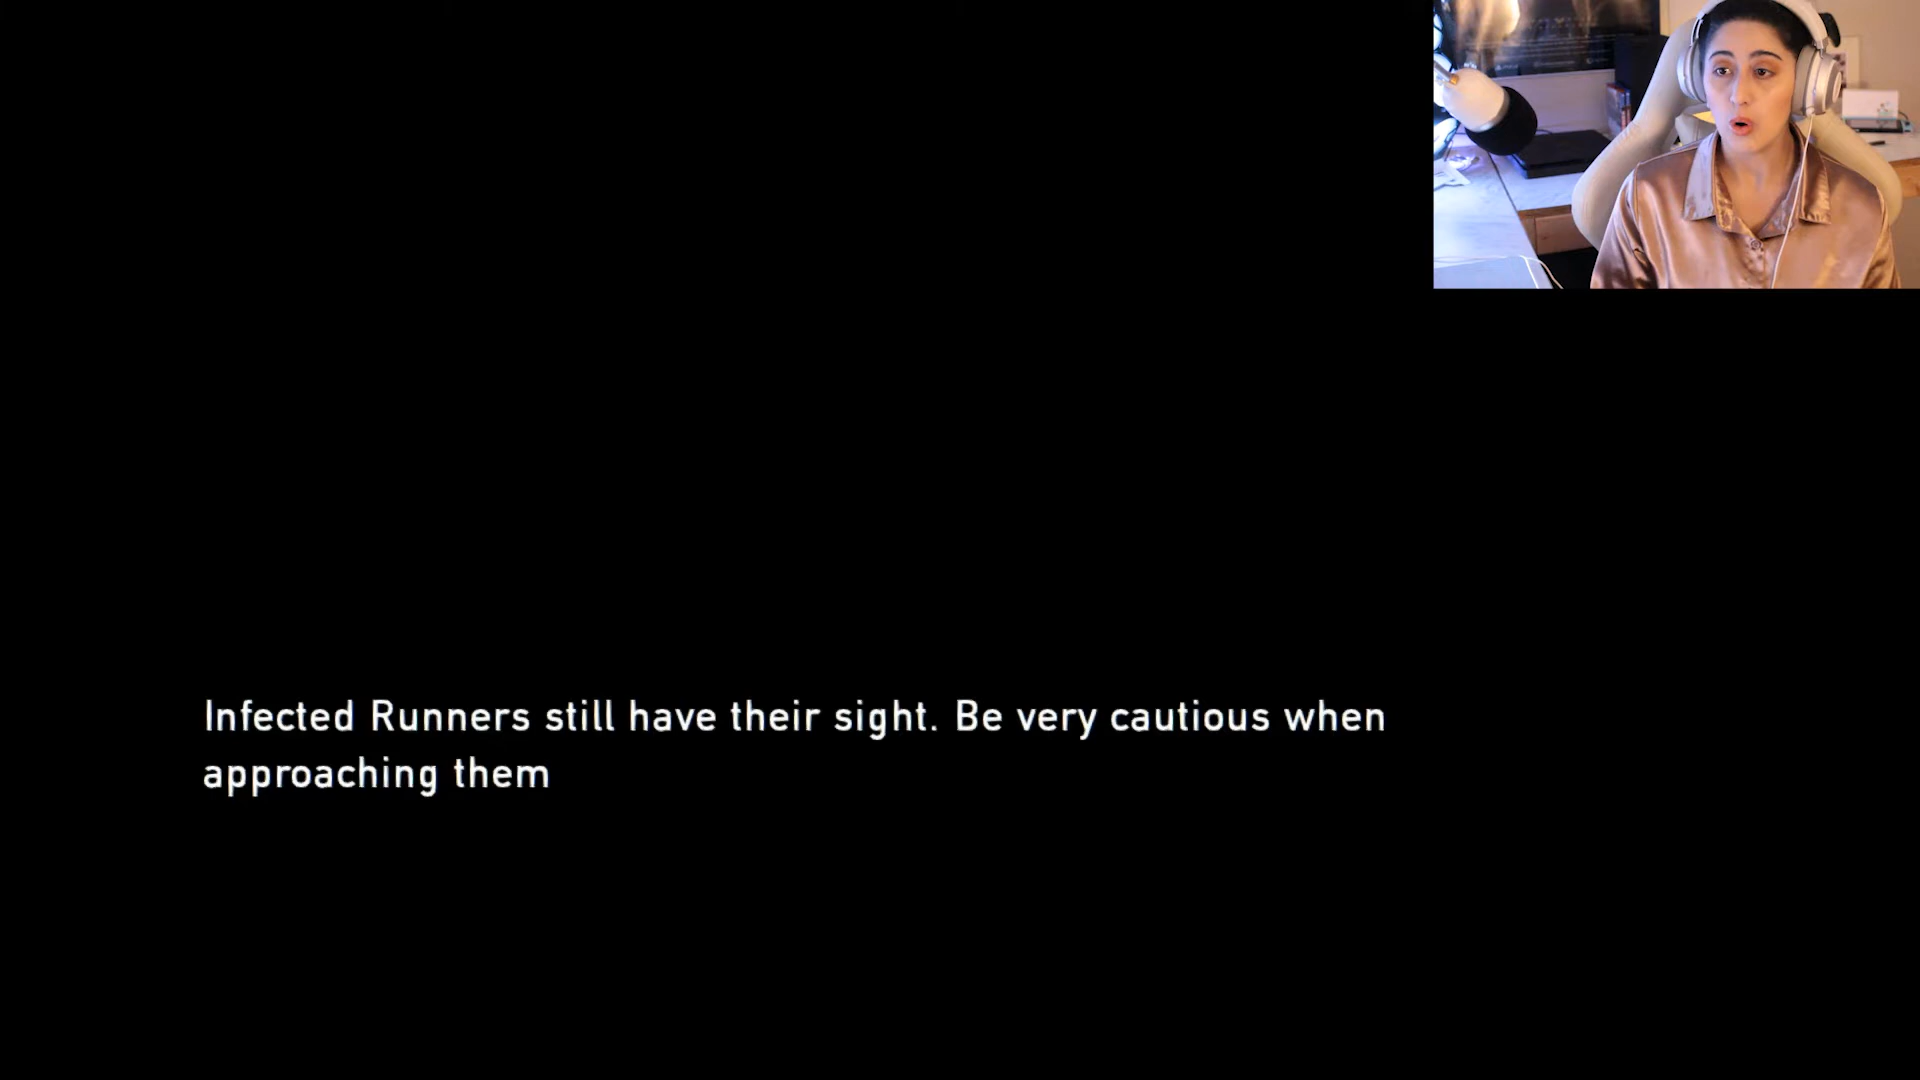 Infected Runners still have their sight. Be very cautious when
approaching them